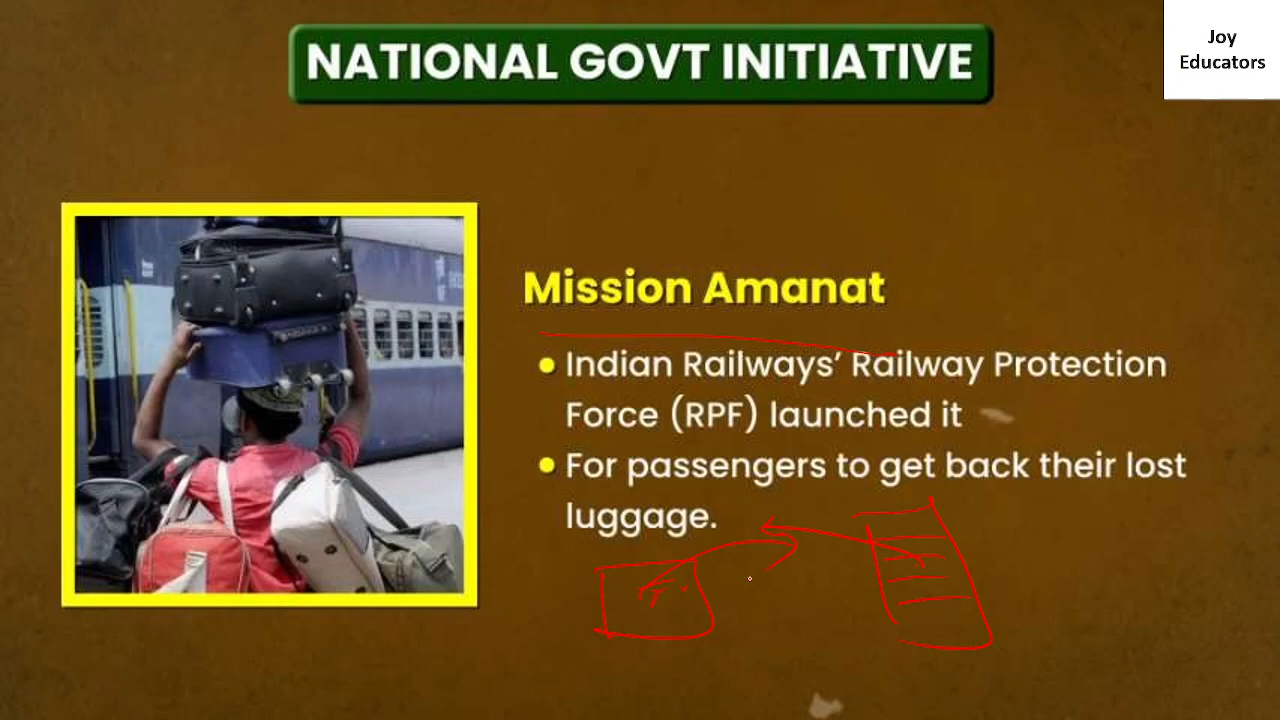 NATIONAL GOVT INITIATIVE
Joy
Educators
Mission Amanat
• Indian Railways’ Railway Protection
Force (RPF) launched it
• For passengers to get back their lost
luggage.